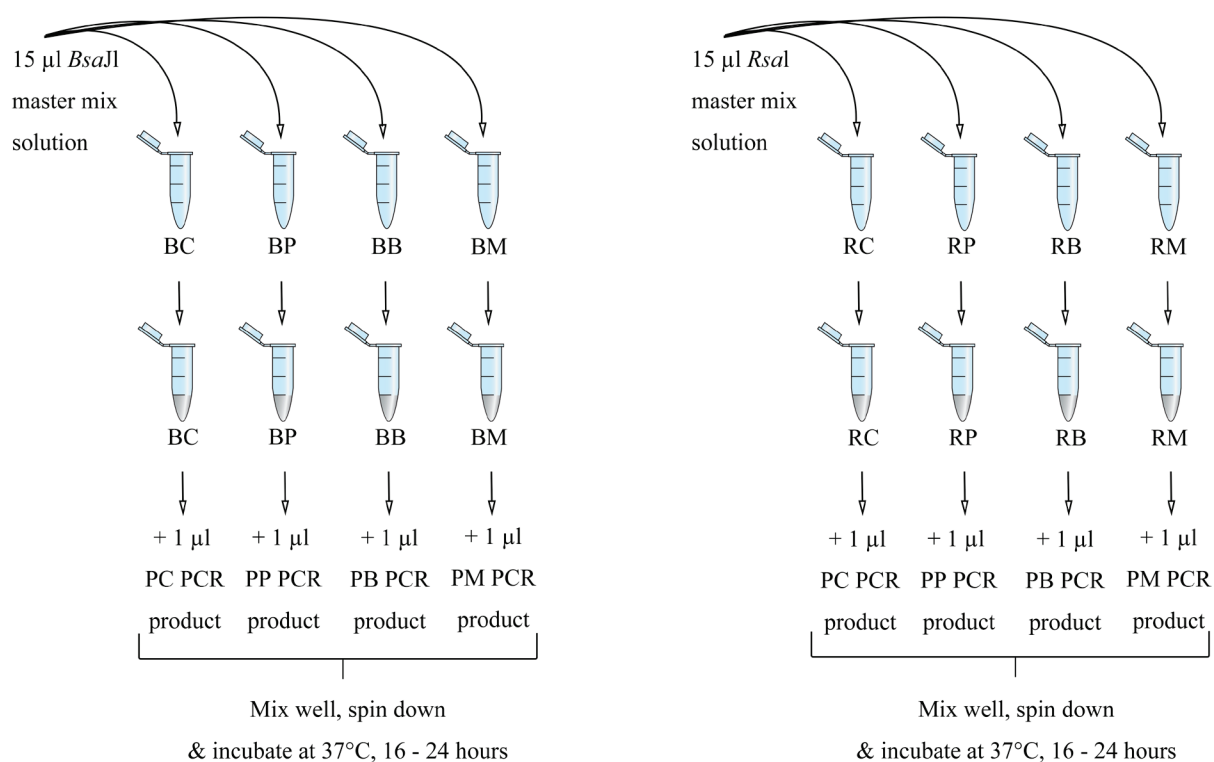 15 µl BsaJl
master mix
solution
BC BP BB BM
BC BP BB BM
+ 1 µl + 1 µl + 1 µl + 1 µl
PC PCR PP PCR PB PCR PM PCR
product product product product
Mix well, spin down
& incubate at 37°C, 16 - 24 hours
15 µl Rsal
master mix
solution
RC RP RB RM
RC RP RB RM
+ 1 µl + 1 µl + 1 µl + 1 µl
PC PCR PP PCR PB PCR PM PCR
product product product product
Mix well, spin down
& incubate at 37°C, 16 - 24 hours